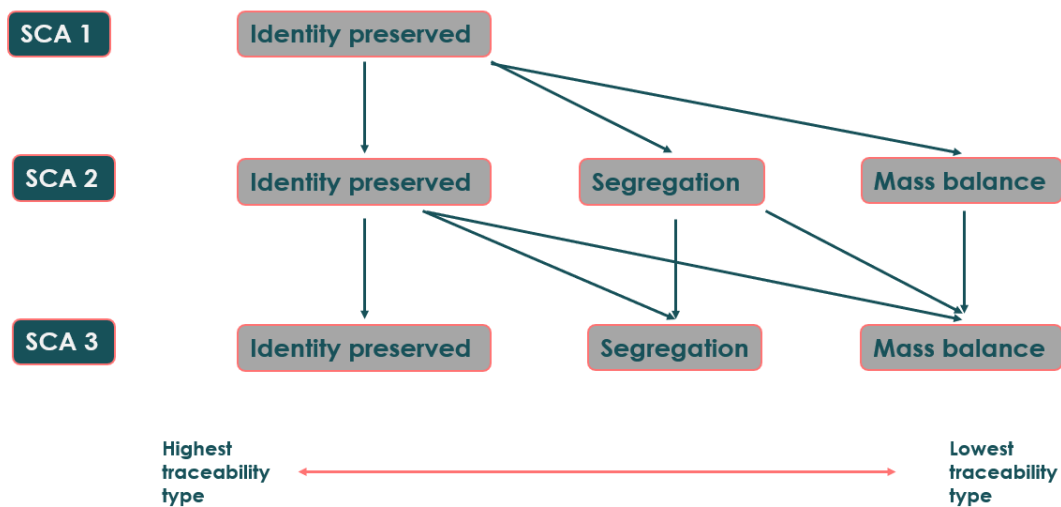 SCA 1
Identity preserved
SCA 2
Identity preserved
Segregation
Mass balance
SCA 3
Identity preserved
Segregation
Mass balance
Highest
traceability
type
Lowest
traceability
type